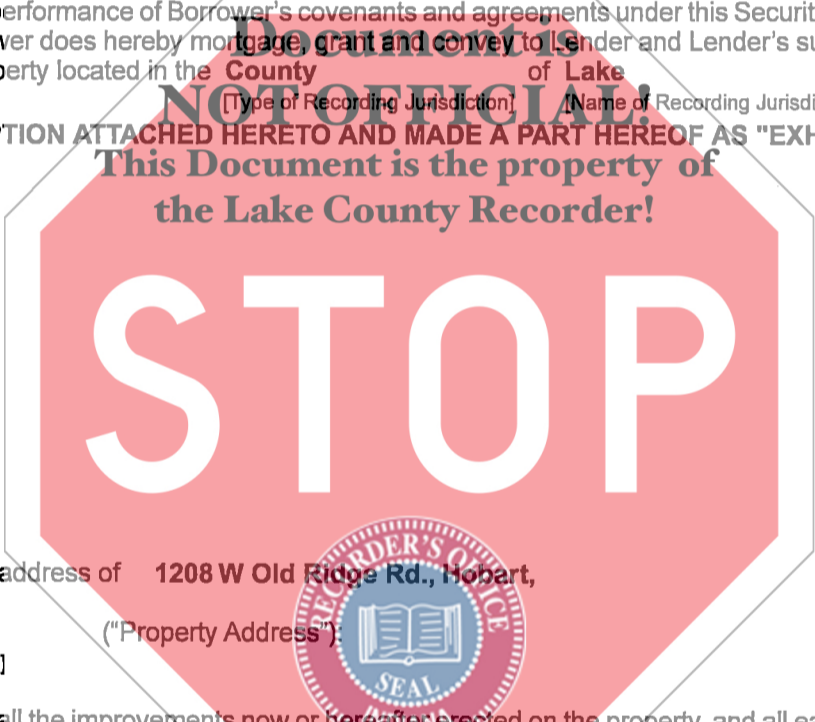 erformance of Borrower's covenants and agreements under this Securit
Document is
ver does hereby mortgage, grant and convey to Lender and Lender's su
erty located in the County of Lake
NOT OFFICIAL!
[Type of Recording Jurisdiction] [Name of Recording Jurisdi
TION ATTACHED HERETO AND MADE A PART HEREOF AS "EXH
This Document is the property of
the Lake County Recorder!
STOP
RECORDER'S OFFICE
address of 1208 W Old Ridge Rd., Hobart,
("Property Address"):
]
SEAL
all the improvements now or hereafter erected on the property, and all